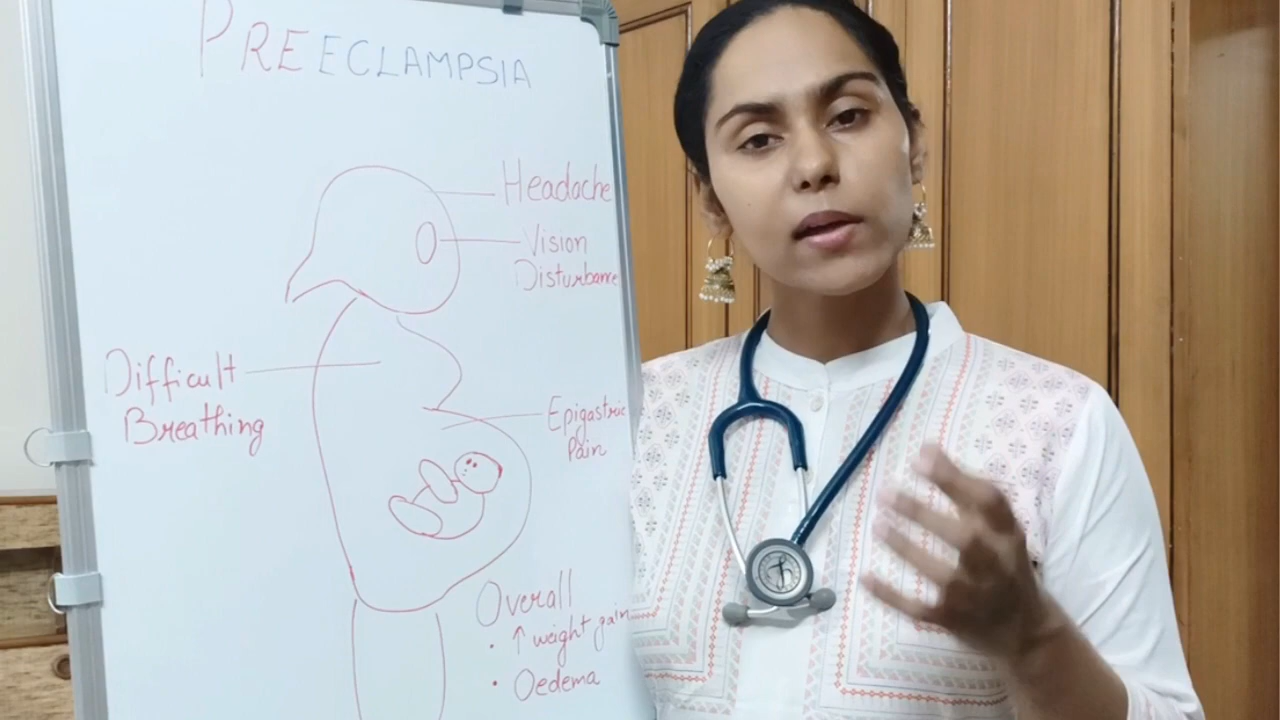 PREECLAMPSIA
Headache
Vision
Disturbance
Difficult
Breathing
Epigastric
Pain
Overall
• ↑ weight gain
• Oedema